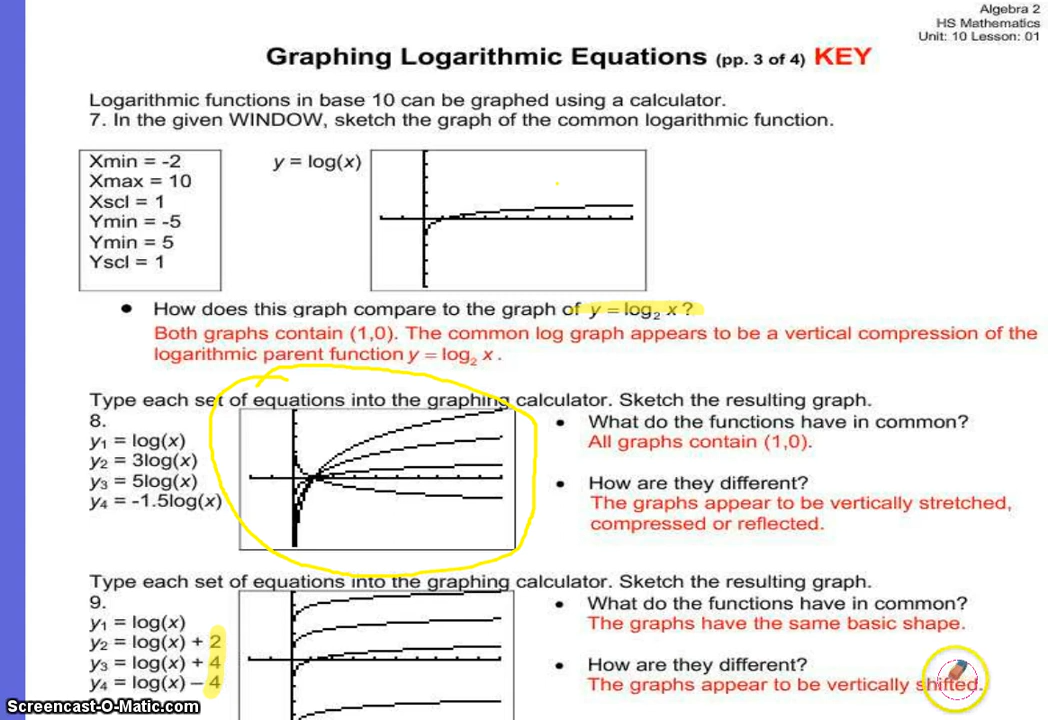 Algebra 2
HS Mathematics
Unit: 10 Lesson: 01
Graphing Logarithmic Equations (pp. 3 of 4) KEY
Logarithmic functions in base 10 can be graphed using a calculator.
7. In the given WINDOW, sketch the graph of the common logarithmic function.
Xmin = -2
Xmax = 10
Xscl = 1
Ymin = -5
Ymin = 5
Yscl = 1
y = log(x)
• How does this graph compare to the graph of y = log₂ x ?
Both graphs contain (1,0). The common log graph appears to be a vertical compression of the
logarithmic parent function y = log₂ x .
Type each set of equations into the graphing calculator. Sketch the resulting graph.
8.
y₁ = log(x)
y₂ = 3log(x)
y₃ = 5log(x)
y₄ = -1.5log(x)
• What do the functions have in common?
All graphs contain (1,0).
• How are they different?
The graphs appear to be vertically stretched,
compressed or reflected.
Type each set of equations into the graphing calculator. Sketch the resulting graph.
9.
y₁ = log(x)
y₂ = log(x) + 2
y₃ = log(x) + 4
y₄ = log(x) – 4
• What do the functions have in common?
The graphs have the same basic shape.
• How are they different?
The graphs appear to be vertically shifted.
Screencast-O-Matic.com